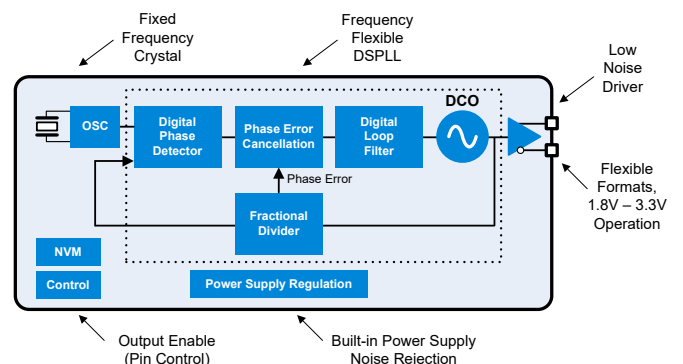 Fixed
Frequency
Crystal
Frequency
Flexible
DSPLL
Low
Noise
Driver
OSC
Digital
Phase
Detector
Phase Error
Cancellation
Digital
Loop
Filter
DCO
Phase Error
Fractional
Divider
Flexible
Formats,
1.8V – 3.3V
Operation
NVM
Control
Power Supply Regulation
Output Enable
(Pin Control)
Built-in Power Supply
Noise Rejection